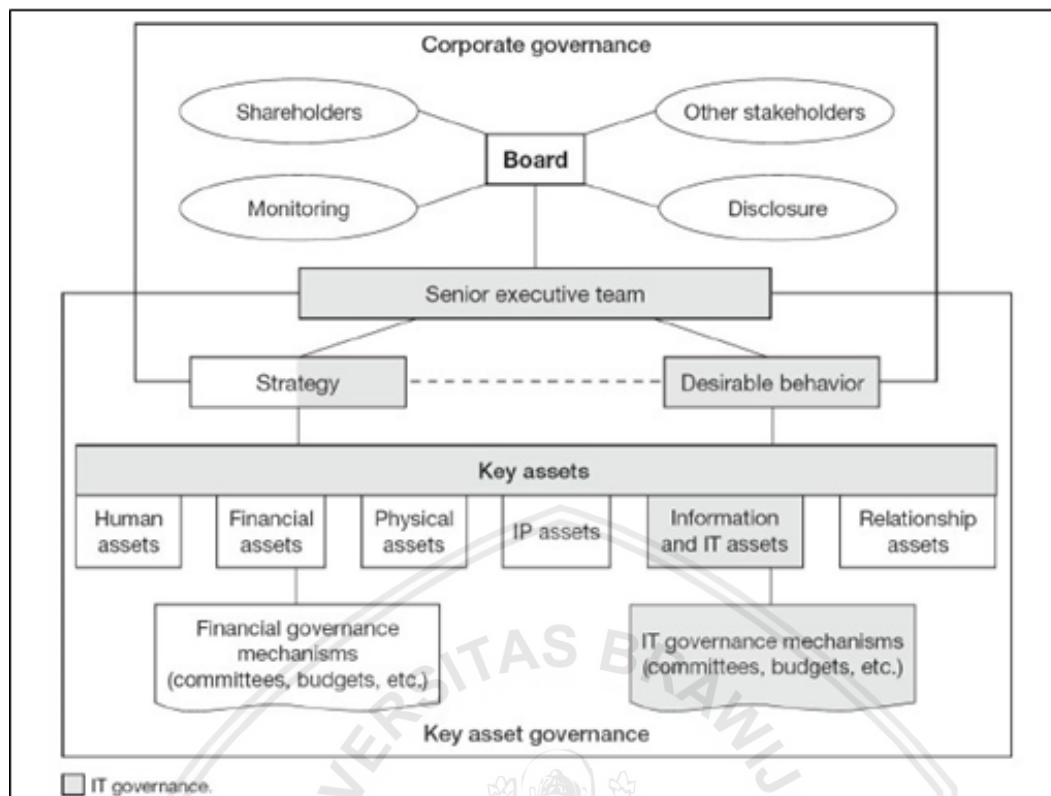 Corporate governance
Shareholders
Other stakeholders
Board
Monitoring
Disclosure
Senior executive team
Strategy
Desirable behavior
Key assets
Human
assets
Financial
assets
Physical
assets
IP assets
Information
and IT assets
Relationship
assets
Financial governance
mechanisms
(committees, budgets, etc.)
IT governance mechanisms
(committees, budgets, etc.)
Key asset governance
IT governance.
VERSITAS BRAWIJ